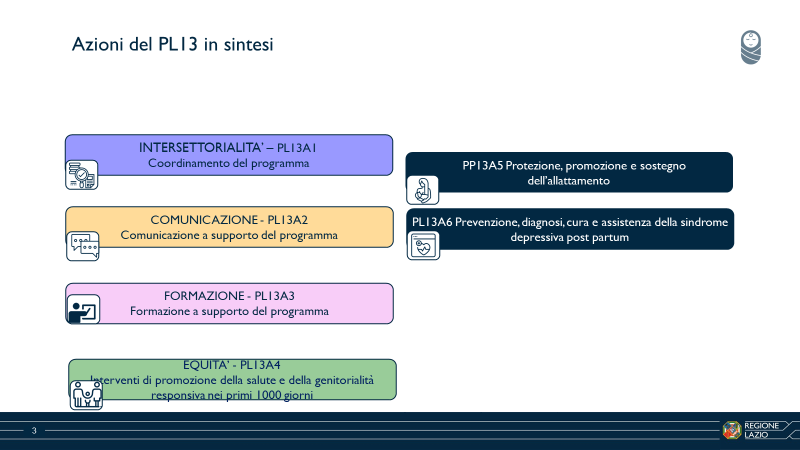 Azioni del PL13 in sintesi
INTERSETTORIALITA' – PL13A1
Coordinamento del programma
COMUNICAZIONE - PL13A2
Comunicazione a supporto del programma
FORMAZIONE - PL13A3
Formazione a supporto del programma
EQUITA' - PL13A4
Interventi di promozione della salute e della genitorialità
responsiva nei primi 1000 giorni
PP13A5 Protezione, promozione e sostegno
dell'allattamento
PL13A6 Prevenzione, diagnosi, cura e assistenza della sindrome
depressiva post partum
3
REGIONE
LAZIO